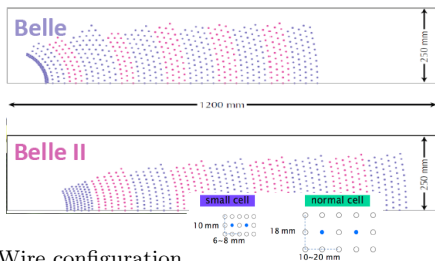 Belle
250 mm
1200 mm
Belle II
250 mm
small cell
normal cell
10 mm
18 mm
6~8 mm
10~20 mm
Wire configuration